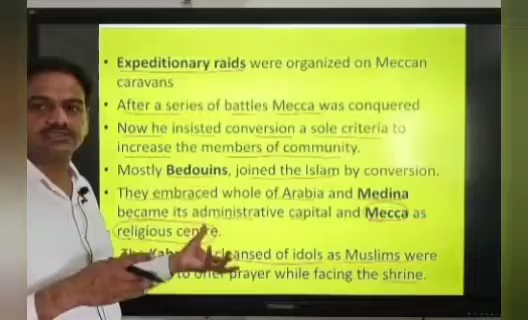 • Expeditionary raids were organized on Meccan
caravans
• After a series of battles Mecca was conquered
• Now he insisted conversion a sole criteria to
increase the members of community.
• Mostly Bedouins, joined the Islam by conversion.
• They embraced whole of Arabia and Medina
became its administrative capital and Mecca as
religious centre.
cleansed of idols as Muslims were
to offer prayer while facing the shrine.